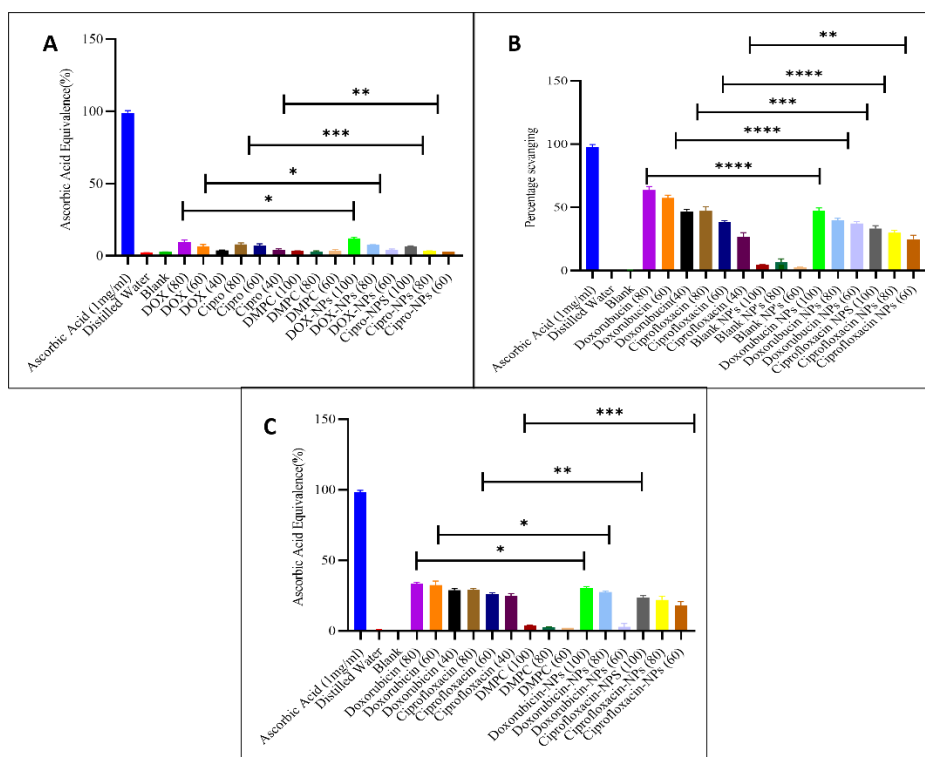 A
Ascorbic Acid Equivalence(%)
150
100
50
0
**
***
*
*
Ascorbic Acid (1mg/ml)
Distilled Water
Blank
DOX (80)
DOX (60)
DOX (40)
Cipro (80)
Cipro (60)
Cipro (40)
DMPC (100)
DMPC (80)
DMPC (60)
DOX-NPs (100)
DOX-NPs (80)
DOX-NPs (60)
Cipro-NPS (100)
Cipro-NPs (80)
Cipro-NPs (60)
B
Percentage scvanging
150
100
50
0
**
****
***
****
****
Ascorbic Acid (1mg/ml)
Distilled Water
Blank
Doxorubicin (80)
Doxorubicin (60)
Doxorubicin(40)
Ciprofloxacin (80)
Ciprofloxacin (60)
Ciprofloxacin (40)
Blank NP's (100)
Blank NP's (80)
Blank NP's (60)
Doxorubicin NP's (100)
Doxorubicin NPs (80)
Doxorubicin NPs (60)
Ciprofloxacin NPS (100)
Ciprofloxacin NPs (80)
Ciprofloxacin NPs (60)
C
Ascorbic Acid Equivalence(%)
150
100
50
0
***
**
*
*
Ascorbic Acid (1mg/ml)
Distilled Water
Blank
Doxorubicin (80)
Doxorubicin (60)
Doxorubicin (40)
Ciprofloxacin (80)
Ciprofloxacin (60)
Ciprofloxacin (40)
DMPC (100)
DMPC (80)
DMPC (60)
Doxorubicin-NPs (100)
Doxorubicin-NPs (80)
Doxorubicin-NPs (60)
Ciprofloxacin-NPS (100)
Ciprofloxacin-NPs (80)
Ciprofloxacin-NPs (60)